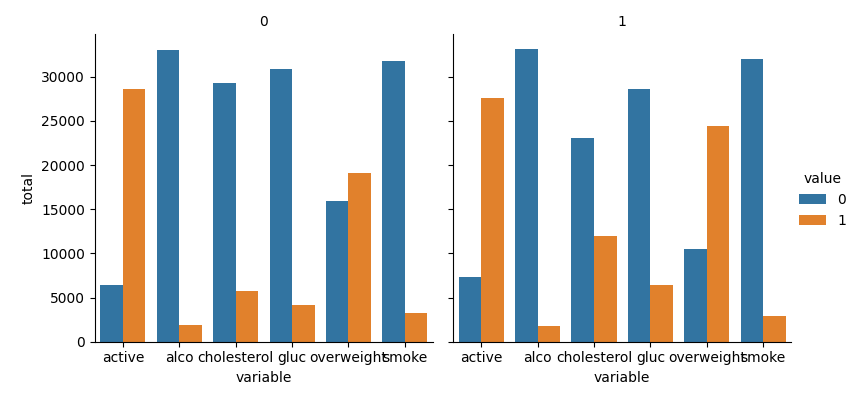 0
1
total
30000
25000
20000
15000
10000
5000
0
active alco cholesterol gluc overweight smoke
variable
active alco cholesterol gluc overweight smoke
variable
value
0
1